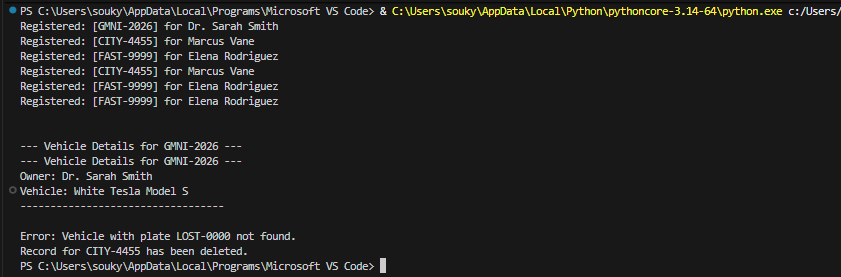 PS C:\Users\souky\AppData\Local\Programs\Microsoft VS Code> & C:\Users\souky\AppData\Local\Python\pythoncore-3.14-64\python.exe c:/Users/
Registered: [GMNI-2026] for Dr. Sarah Smith
Registered: [CITY-4455] for Marcus Vane
Registered: [FAST-9999] for Elena Rodriguez
Registered: [CITY-4455] for Marcus Vane
Registered: [FAST-9999] for Elena Rodriguez
Registered: [FAST-9999] for Elena Rodriguez
--- Vehicle Details for GMNI-2026 ---
--- Vehicle Details for GMNI-2026 ---
Owner: Dr. Sarah Smith
Vehicle: White Tesla Model S
----------------------------------
Error: Vehicle with plate LOST-0000 not found.
Record for CITY-4455 has been deleted.
PS C:\Users\souky\AppData\Local\Programs\Microsoft VS Code>